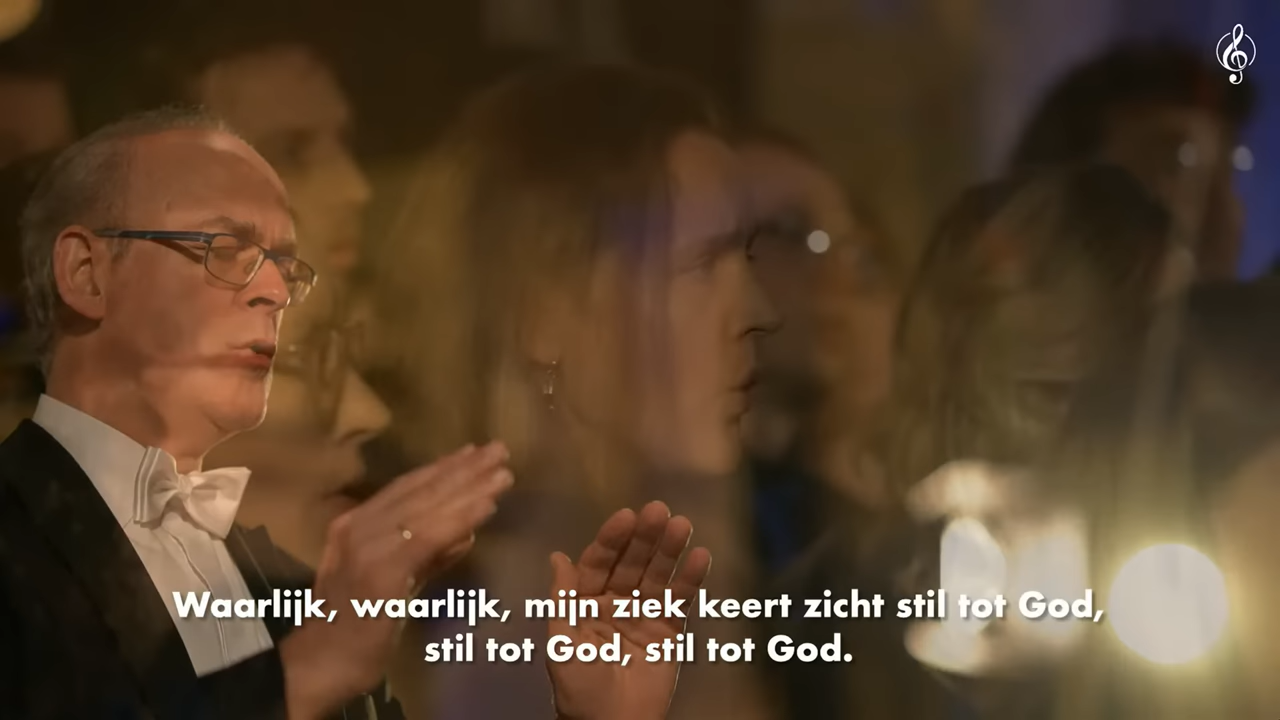 Waarlijk, waarlijk, mijn ziek keert zicht stil tot God,
stil tot God, stil tot God.